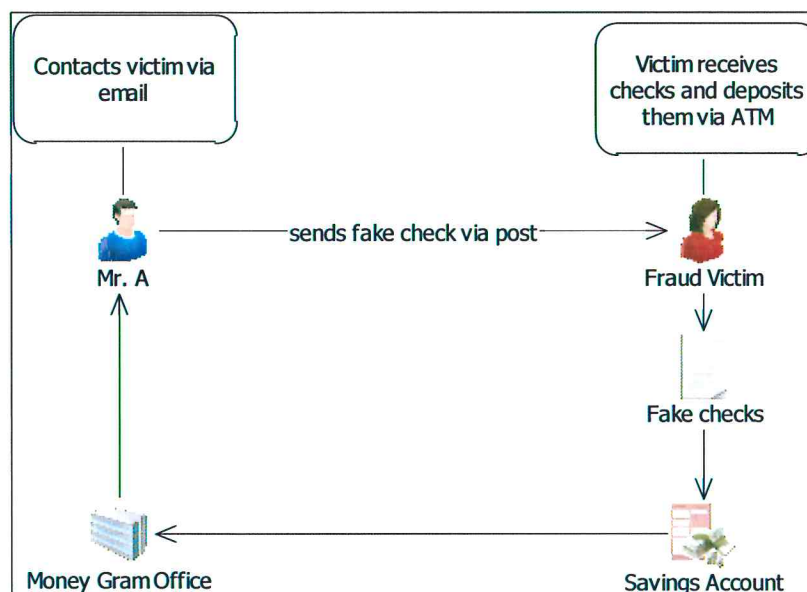 Contacts victim via
email
Victim receives
checks and deposits
them via ATM
sends fake check via post
Mr. A
Fraud Victim
Fake checks
Money Gram Office
Savings Account